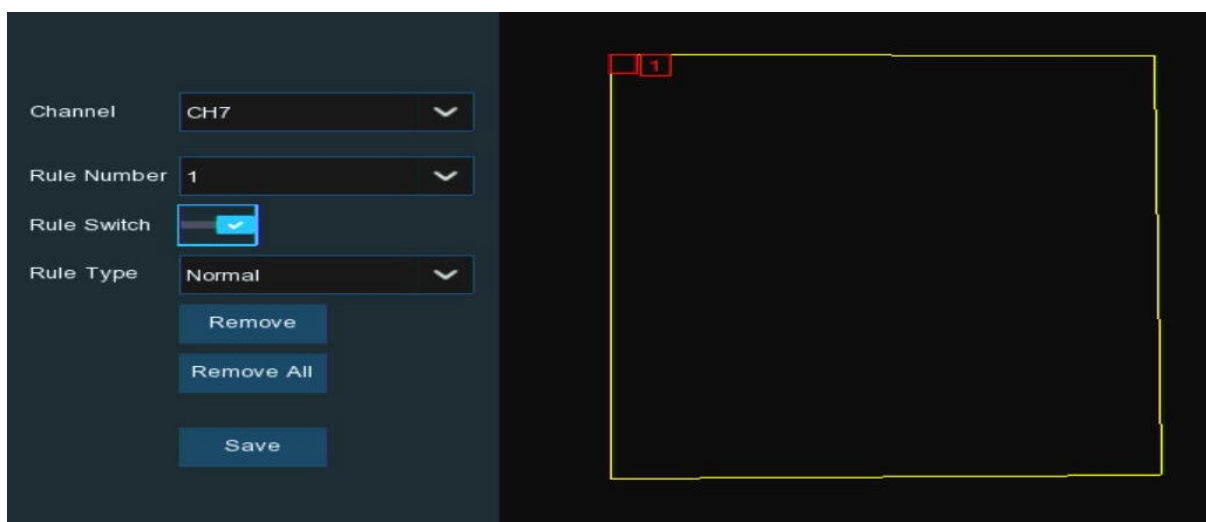 1
Channel CH7
Rule Number 1
Rule Switch
Rule Type Normal
Remove
Remove All
Save